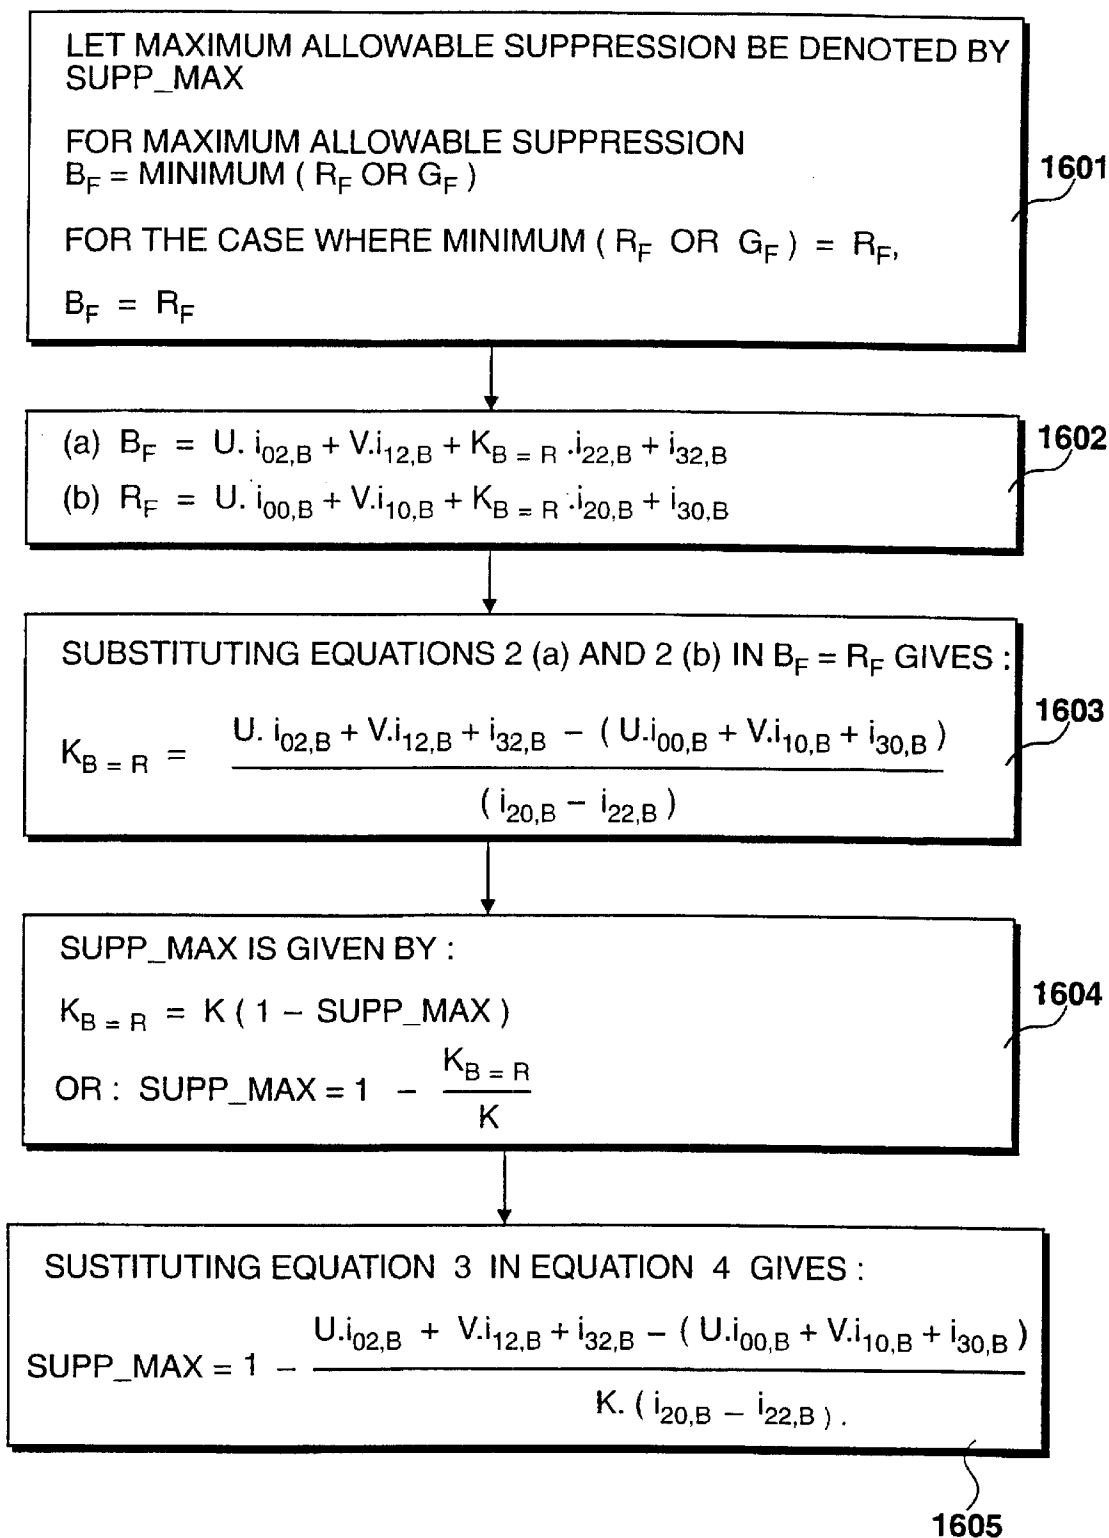 LET MAXIMUM ALLOWABLE SUPPRESSION BE DENOTED BY
SUPP_MAX
FOR MAXIMUM ALLOWABLE SUPPRESSION
B_F = MINIMUM ( R_F OR G_F )
FOR THE CASE WHERE MINIMUM ( R_F OR G_F ) = R_F,
B_F = R_F
1601
(a) B_F = U. i_02,B + V.i_12,B + K_B = R .i_22,B + i_32,B
(b) R_F = U. i_00,B + V.i_10,B + K_B = R .i_20,B + i_30,B
1602
SUBSTITUTING EQUATIONS 2 (a) AND 2 (b) IN B_F = R_F GIVES :
U. i_02,B + V.i_12,B + i_32,B – ( U.i_00,B + V.i_10,B + i_30,B )
K_B = R =
( i_20,B – i_22,B )
1603
SUPP_MAX IS GIVEN BY :
K_B = R = K ( 1 – SUPP_MAX )
K_B = R
OR : SUPP_MAX = 1 –
K
1604
SUSTITUTING EQUATION 3 IN EQUATION 4 GIVES :
U.i_02,B + V.i_12,B + i_32,B – ( U.i_00,B + V.i_10,B + i_30,B )
SUPP_MAX = 1 –
K. ( i_20,B – i_22,B ) .
1605